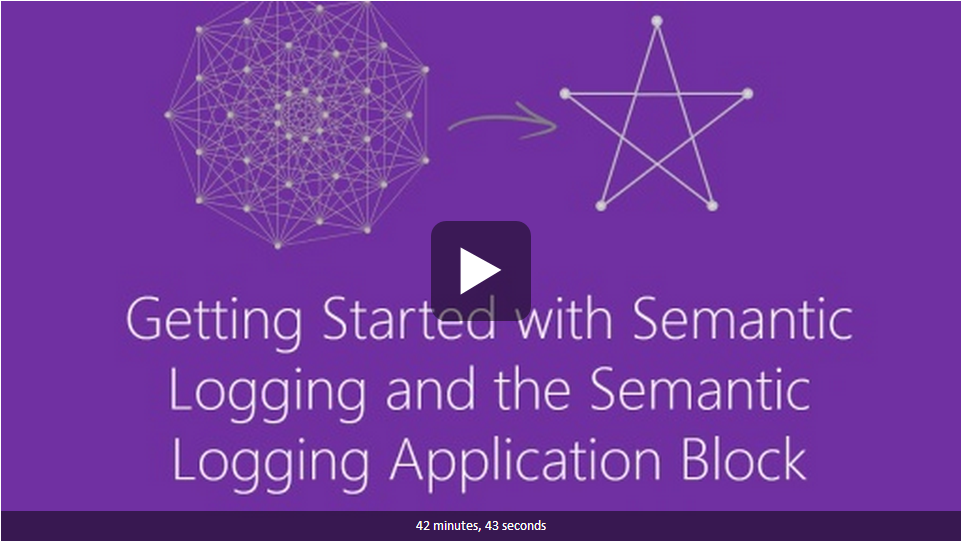 Getting Started with Semantic
Logging and the Semantic
Logging Application Block
42 minutes, 43 seconds